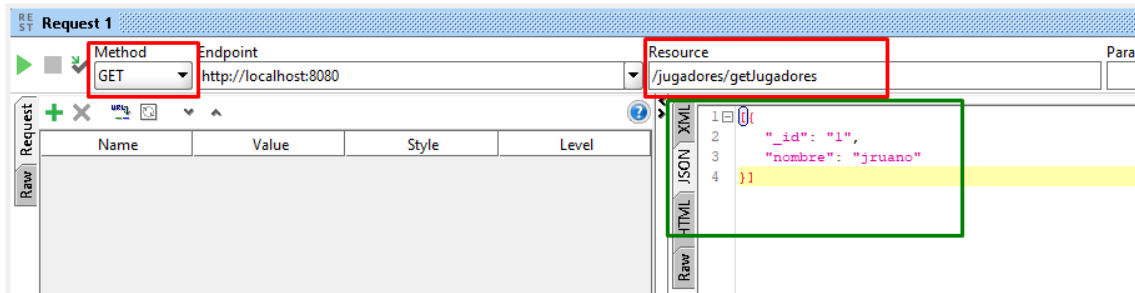 REST Request 1
Method Endpoint Resource Para
GET http://localhost:8080 /jugadores/getJugadores
Request
Raw
Name Value Style Level
XML
JSON
HTML
Raw
1 [{
2 "_id": "1",
3 "nombre": "jruano"
4 }]